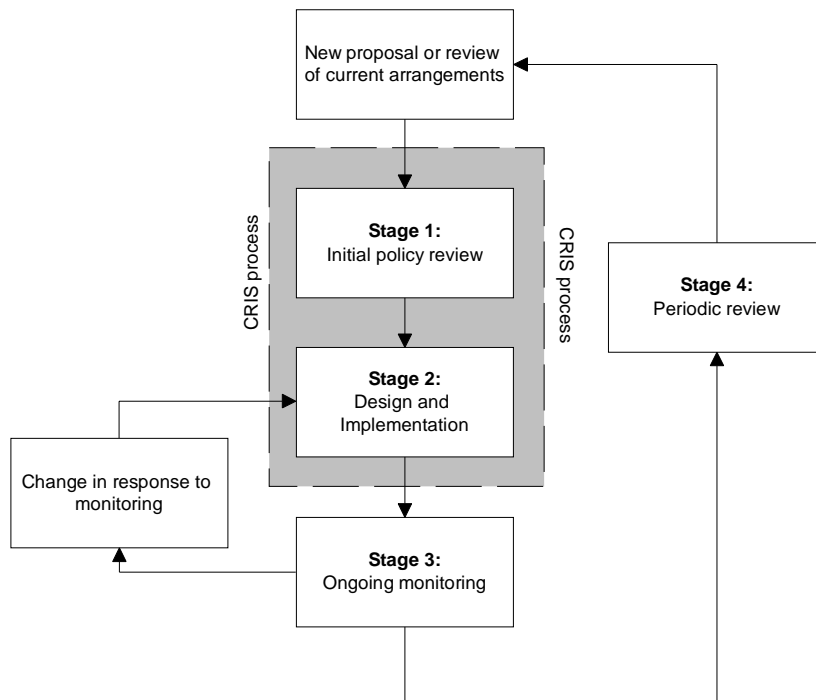 New proposal or review
of current arrangements
Stage 1:
Initial policy review
CRIS process
CRIS process
Stage 2:
Design and
Implementation
Stage 4:
Periodic review
Change in response to
monitoring
Stage 3:
Ongoing monitoring